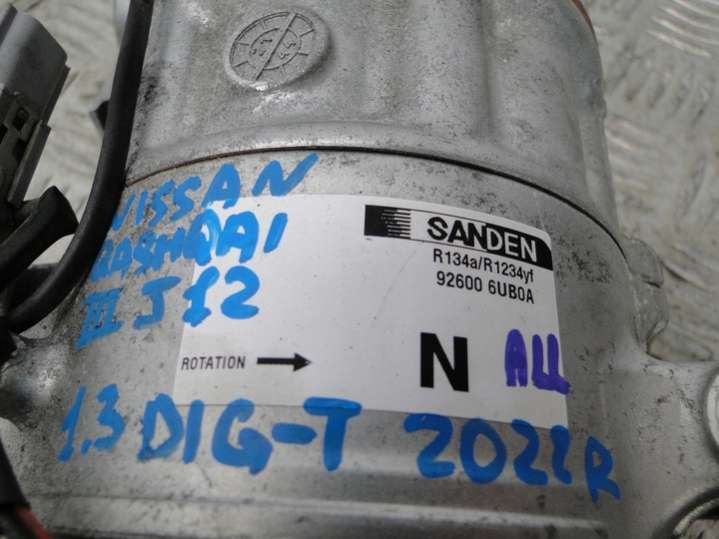 NISSAN
QASHQAI
III J12
SANDEN
R134a/R1234yf
92600 6UB0A
ROTATION
N ALL
1.3 DIG-T 2022R